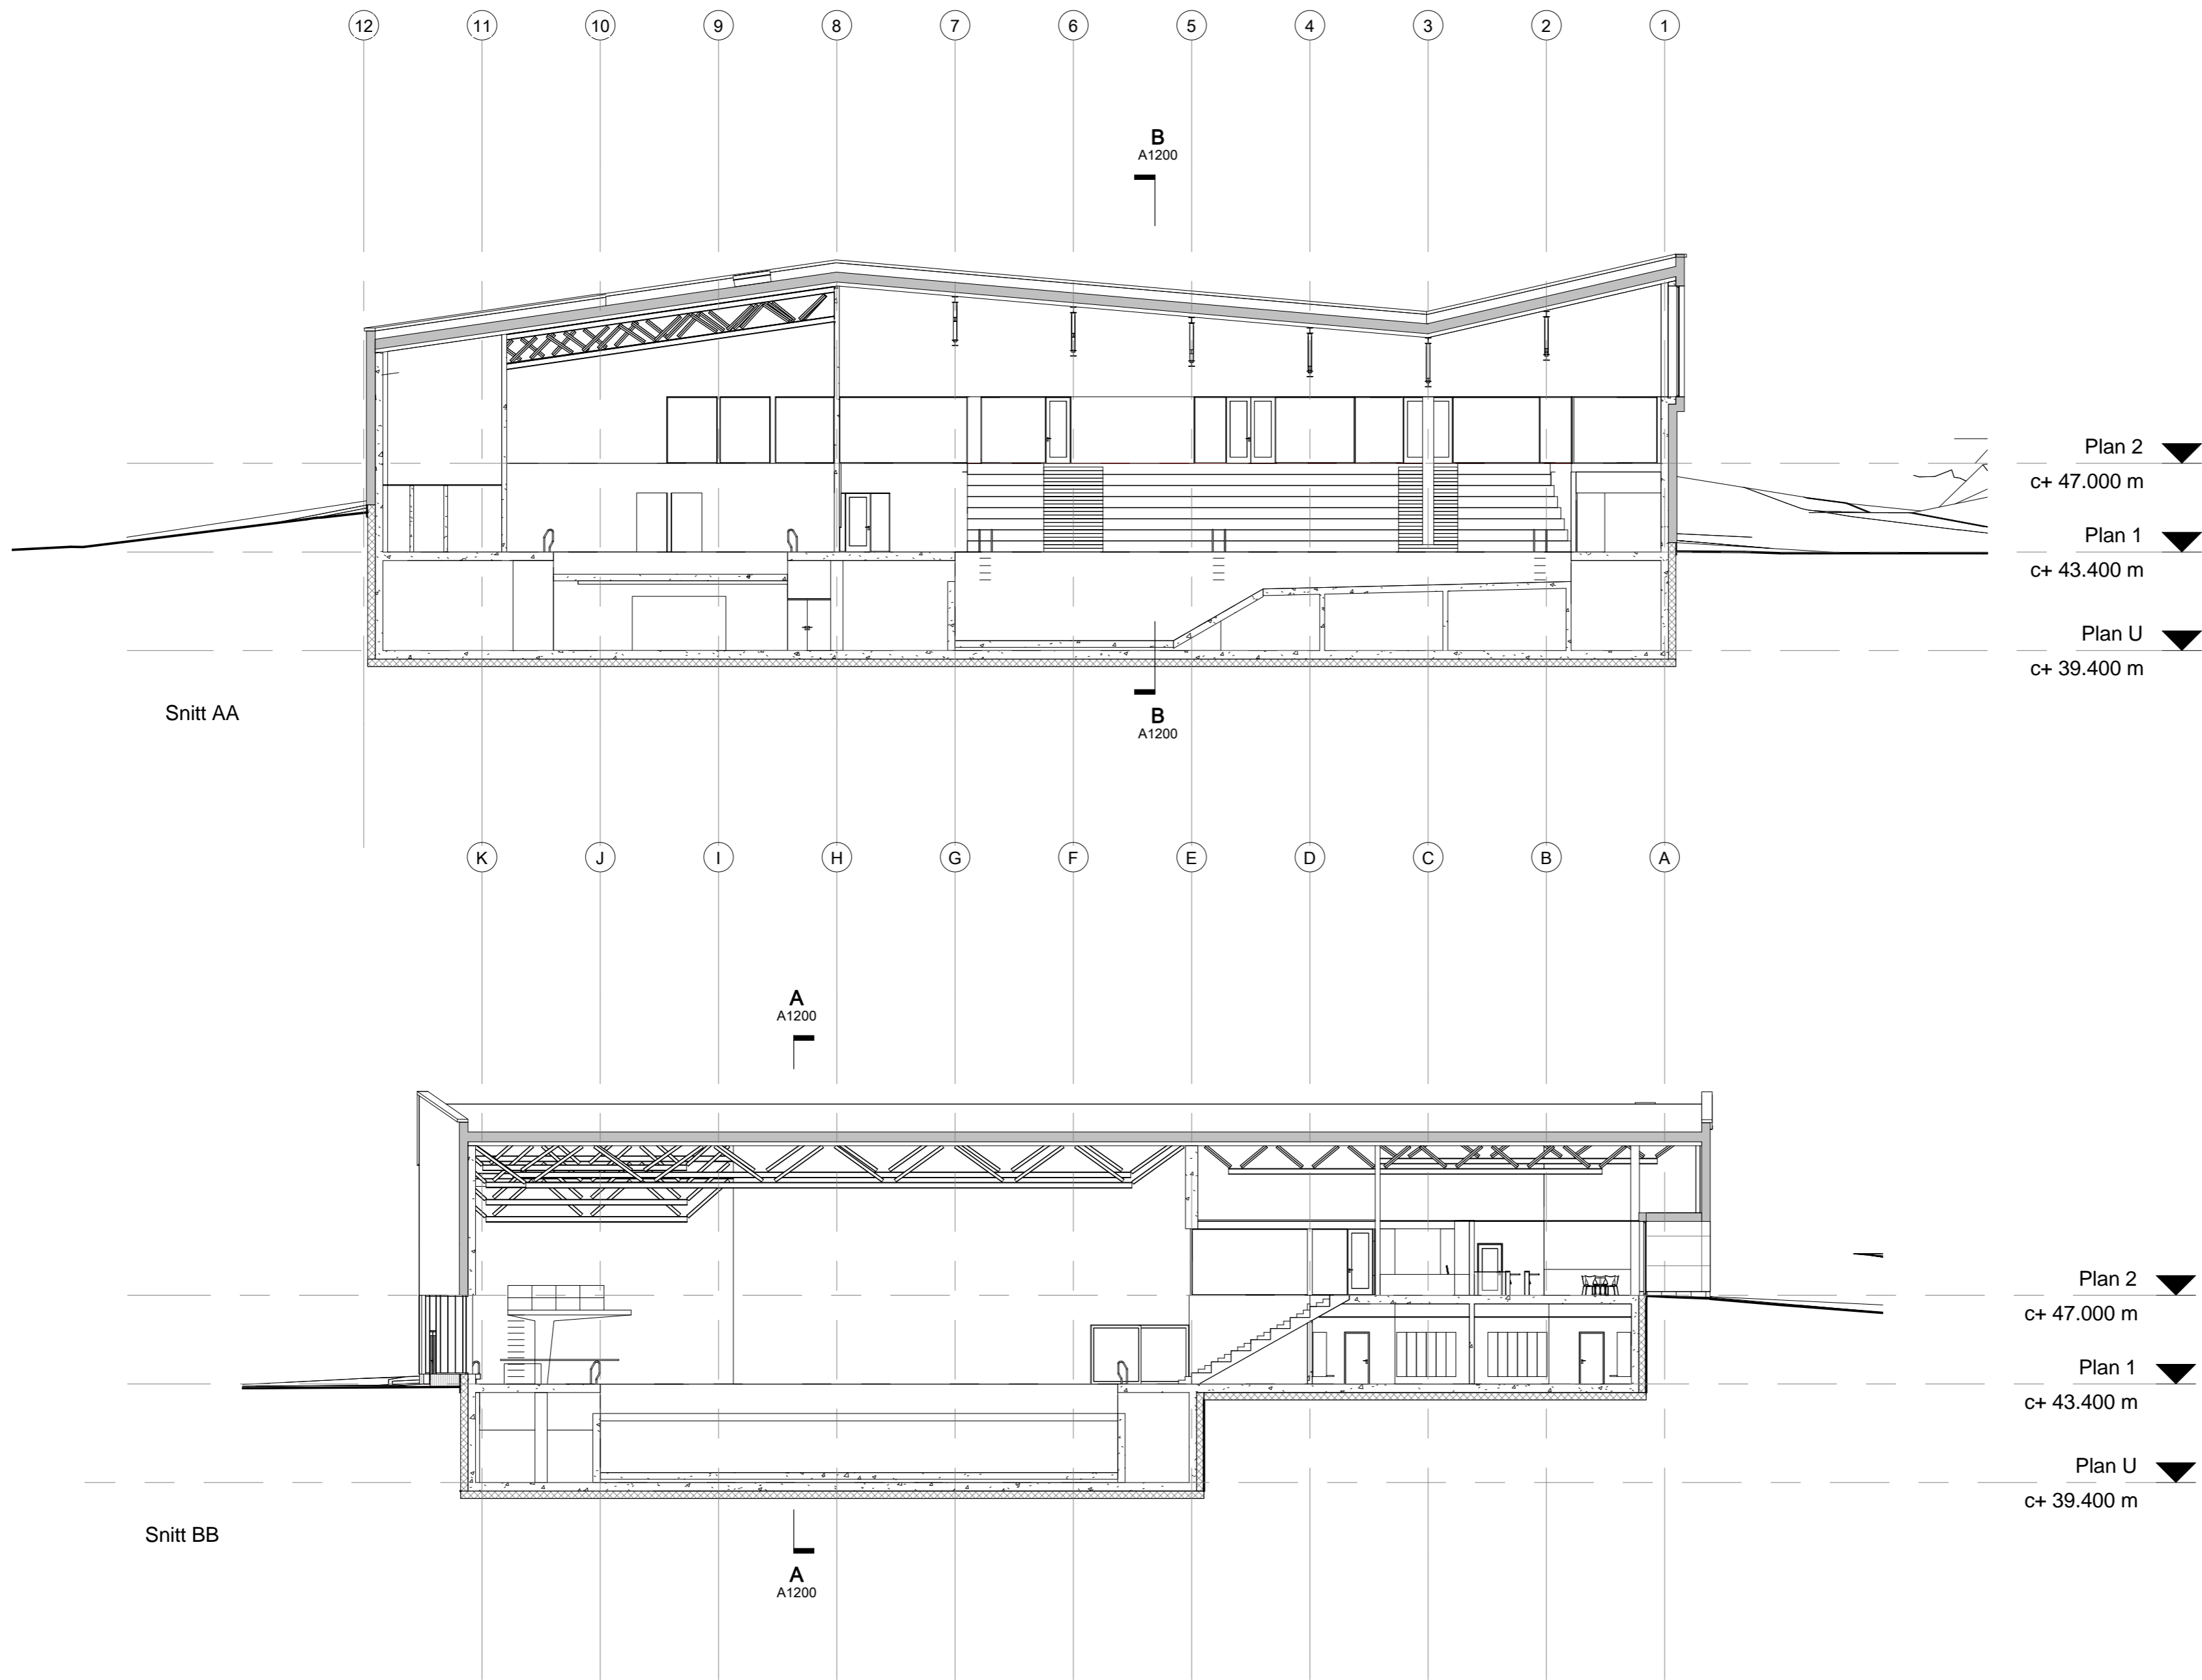 12 11 10 9 8 7 6 5 4 3 2 1
B
A1200
Plan 2
c+ 47.000 m
Plan 1
c+ 43.400 m
Plan U
c+ 39.400 m
Snitt AA
B
A1200
K J I H G F E D C B A
A
A1200
Plan 2
c+ 47.000 m
Plan 1
c+ 43.400 m
Plan U
c+ 39.400 m
Snitt BB
A
A1200